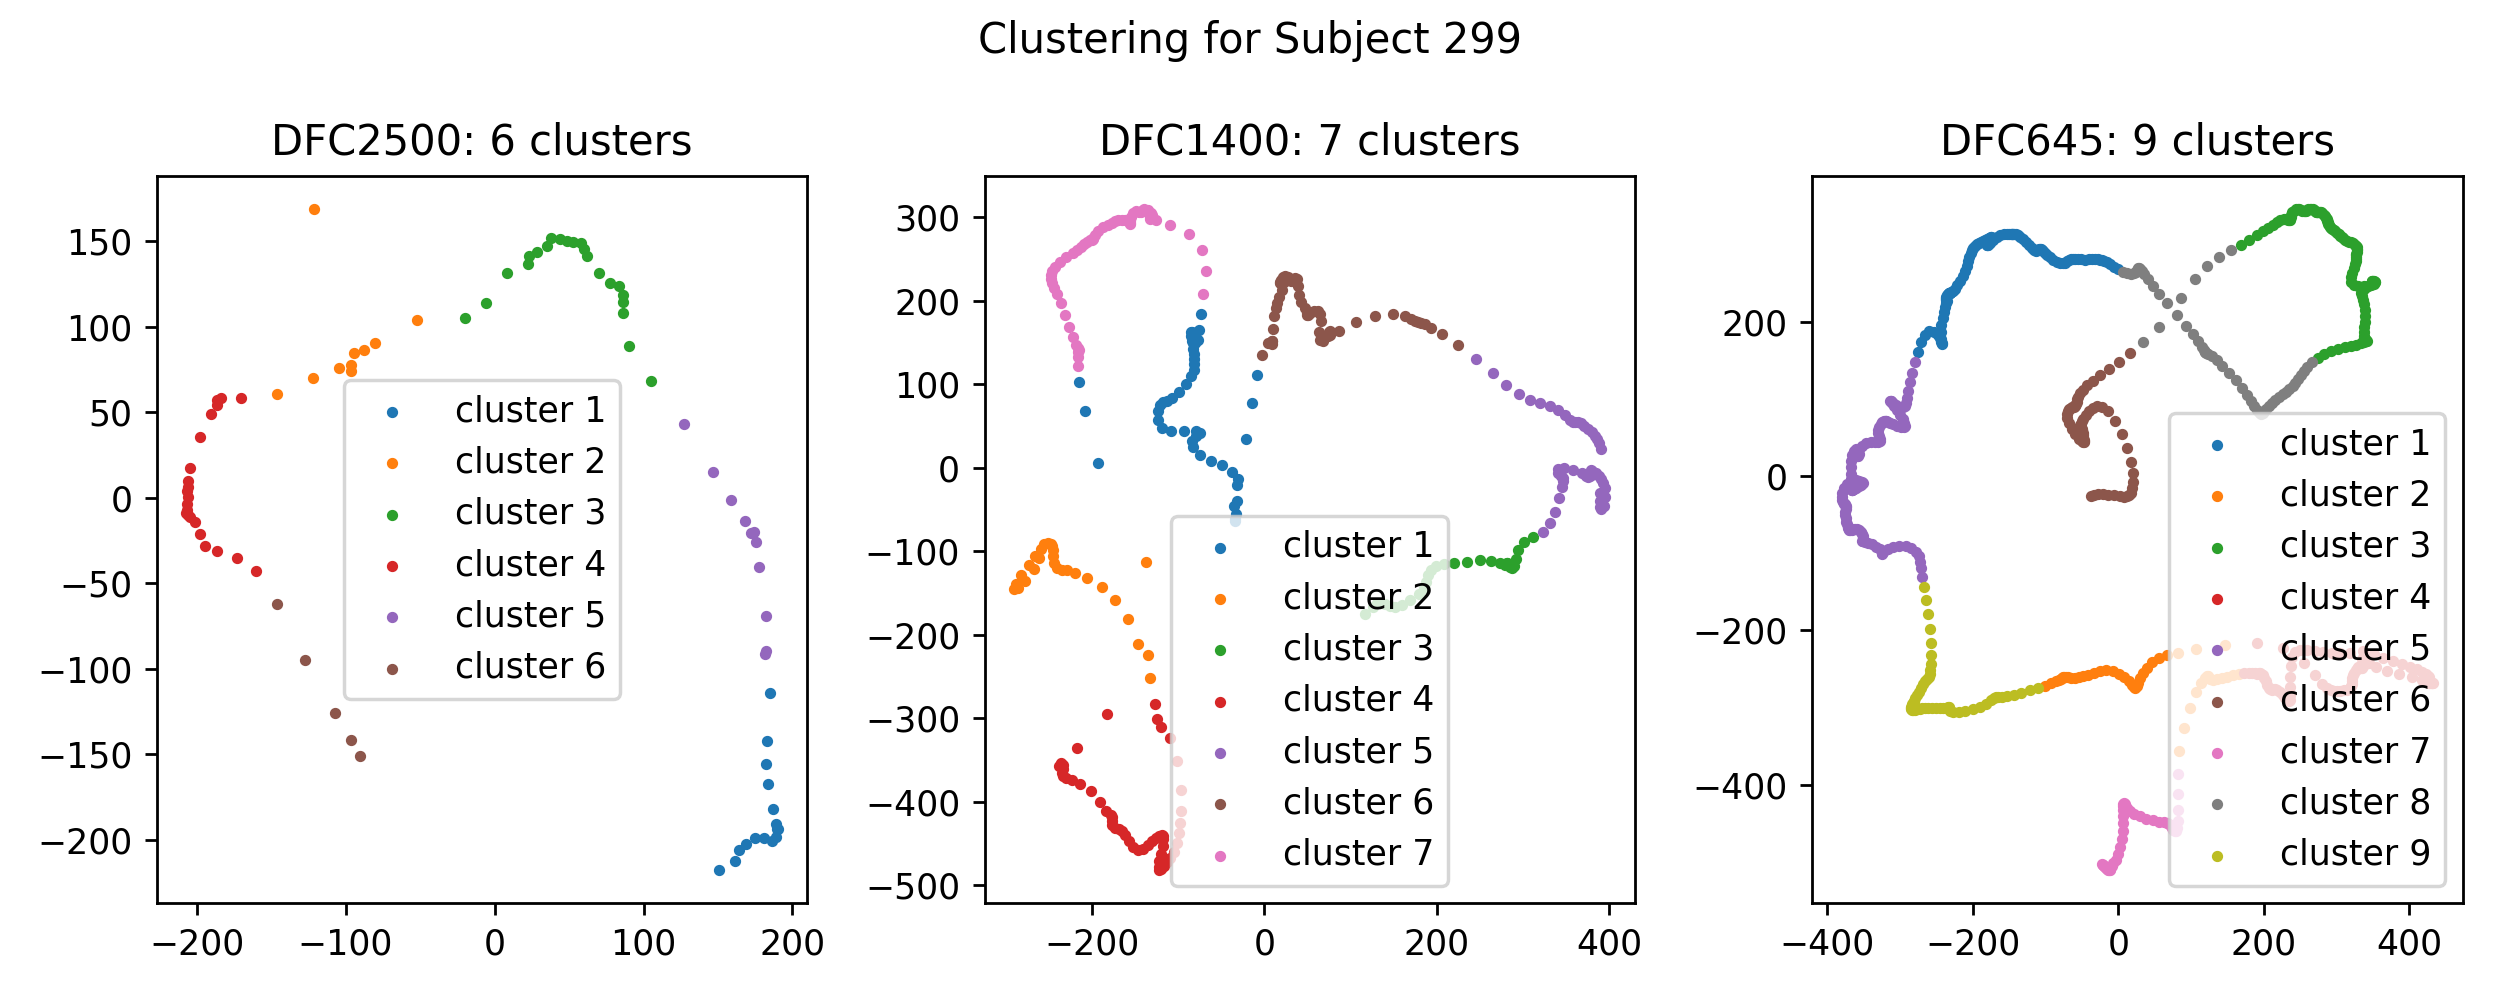 Clustering for Subject 299
DFC2500: 6 clusters
150
100
50
0
−50
−100
−150
−200
−200
−100
0
100
200
cluster 1
cluster 2
cluster 3
cluster 4
cluster 5
cluster 6
DFC1400: 7 clusters
300
200
100
0
−100
−200
−300
−400
−500
−200
0
200
400
cluster 1
cluster 2
cluster 3
cluster 4
cluster 5
cluster 6
cluster 7
DFC645: 9 clusters
200
0
−200
−400
−400
−200
0
200
400
cluster 1
cluster 2
cluster 3
cluster 4
cluster 5
cluster 6
cluster 7
cluster 8
cluster 9